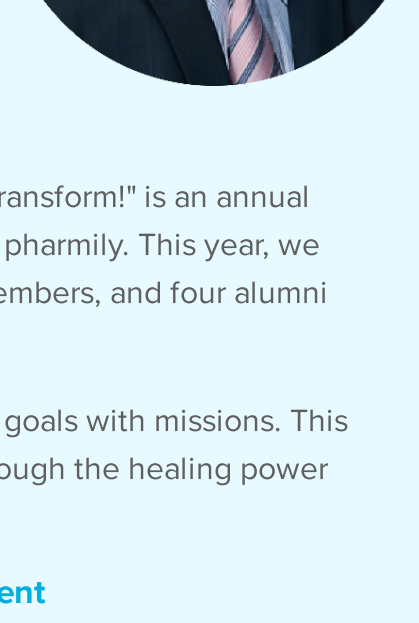 ransform!" is an annual
pharmily. This year, we
embers, and four alumni
goals with missions. This
ough the healing power
ent